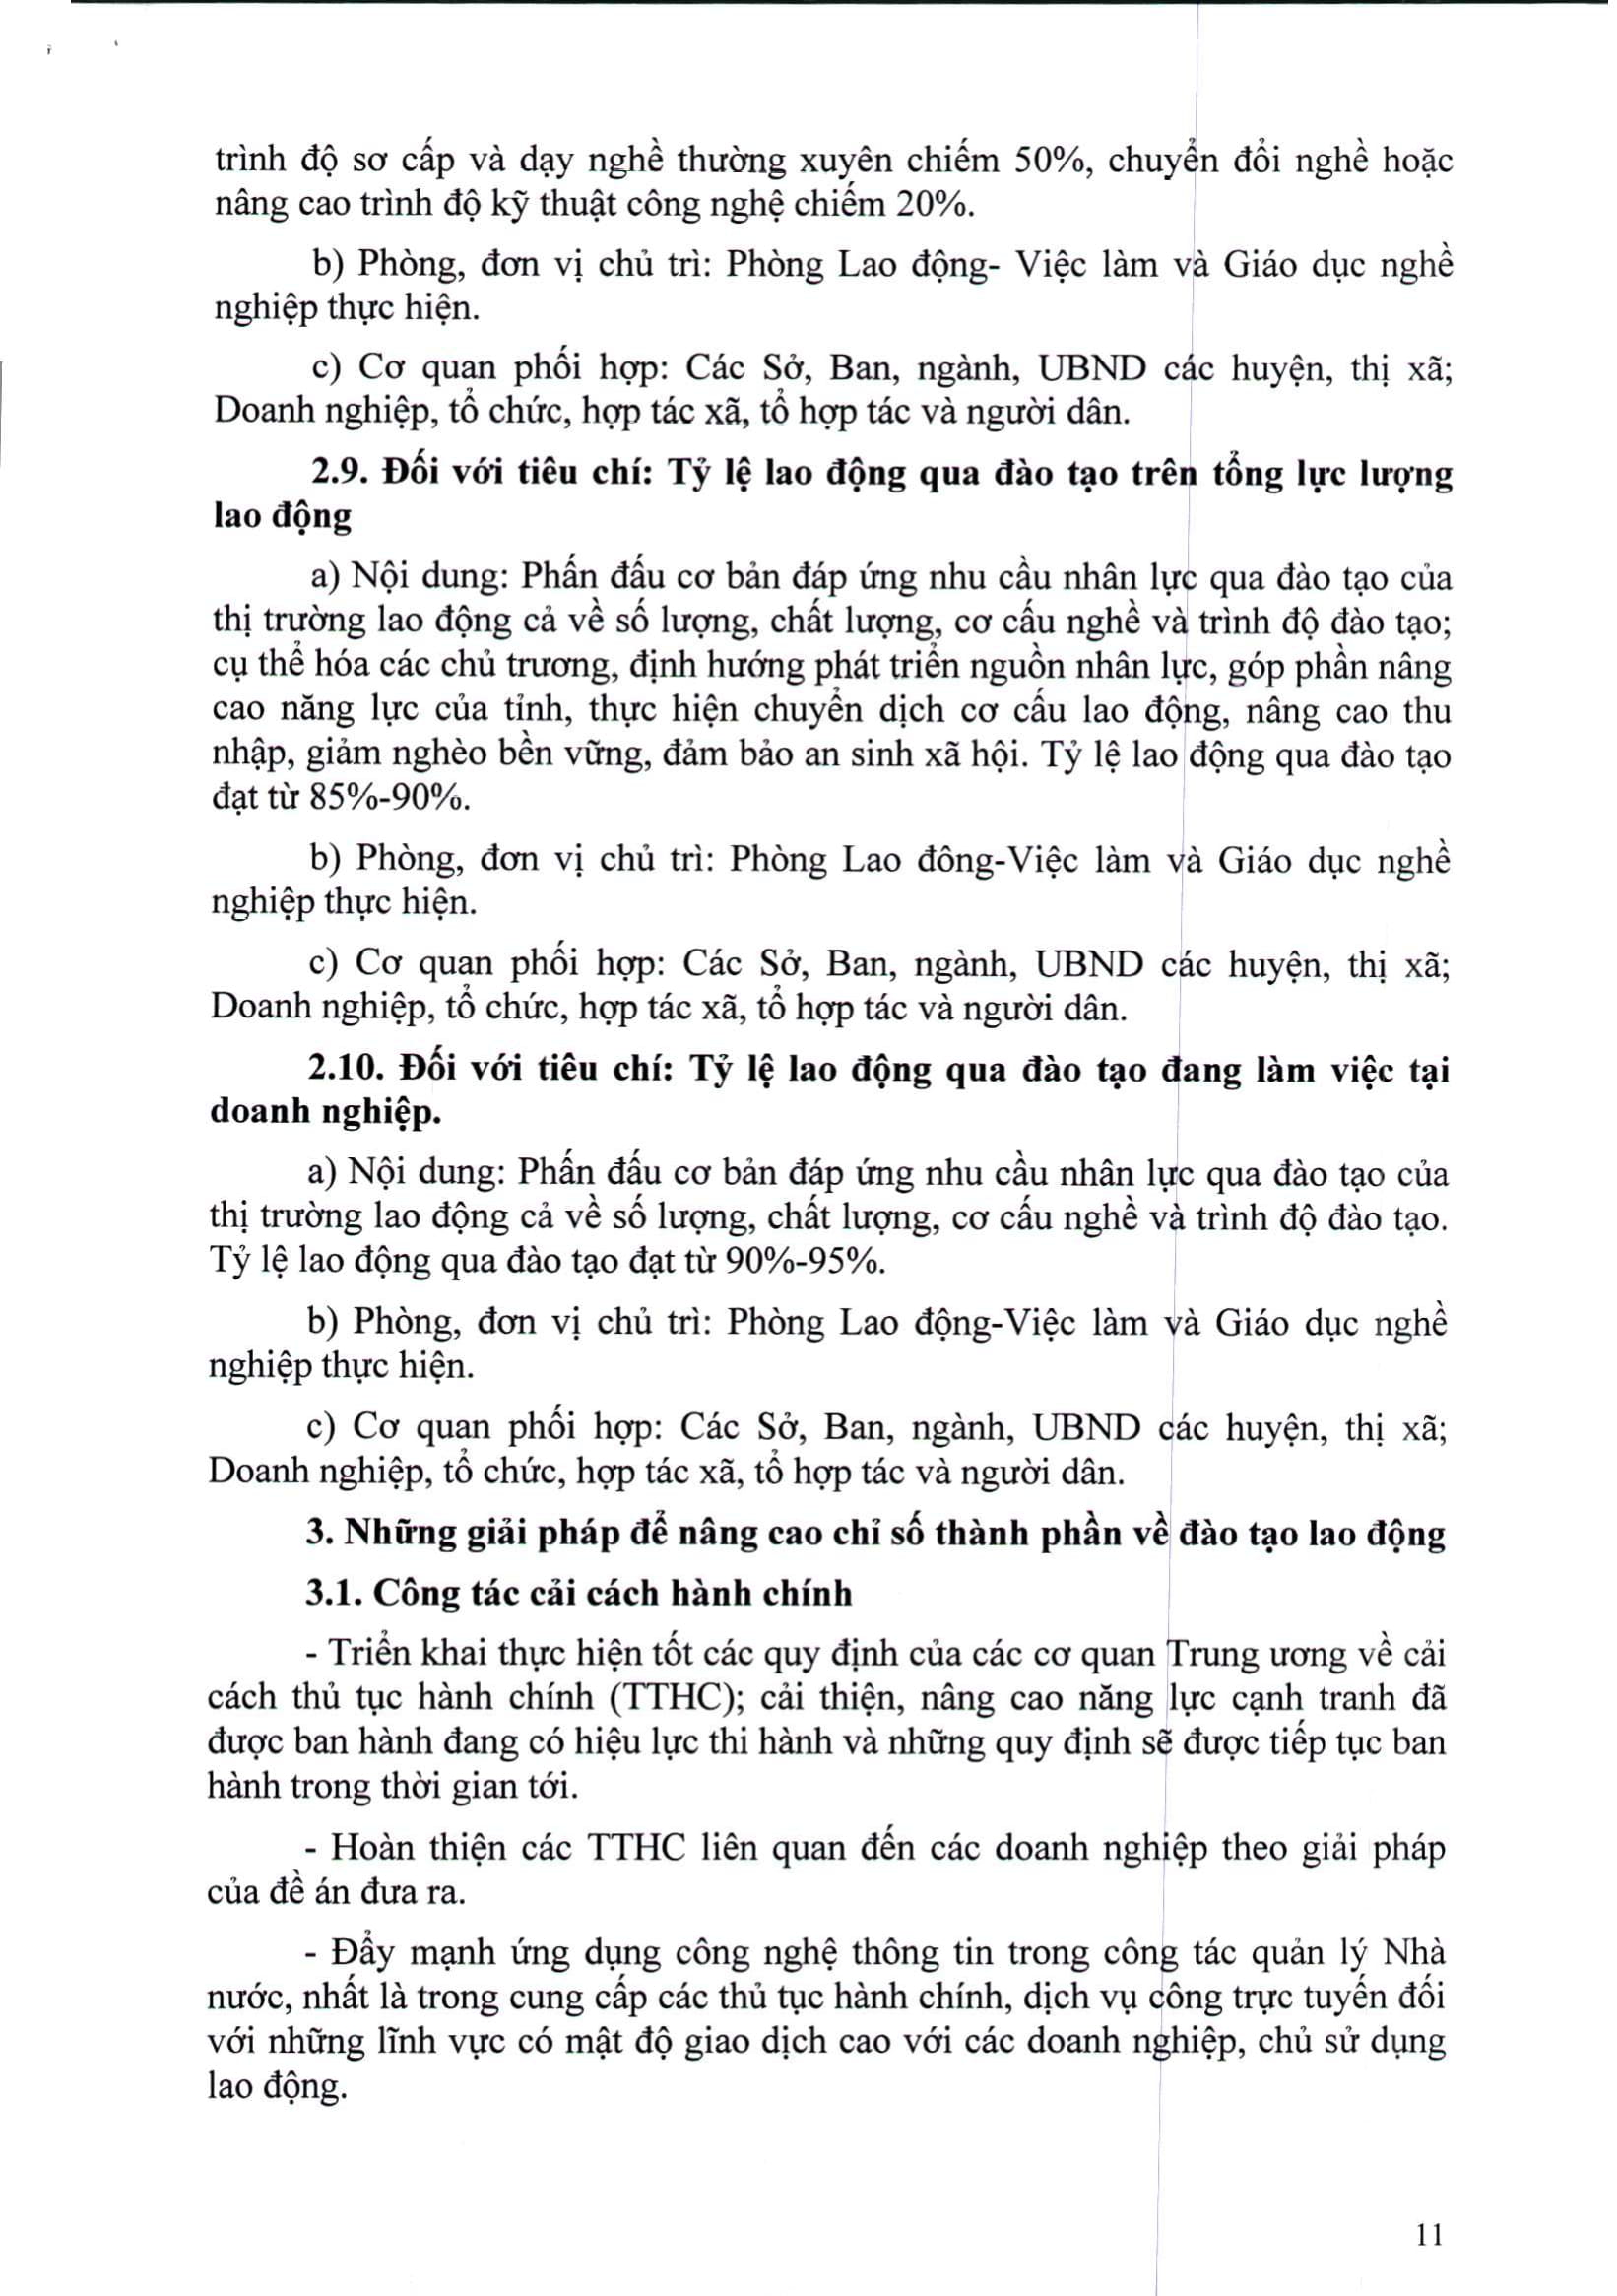 trình độ sơ cấp và dạy nghề thường xuyên chiếm 50%, chuyển đổi nghề hoặc
nâng cao trình độ kỹ thuật công nghệ chiếm 20%.
b) Phòng, đơn vị chủ trì: Phòng Lao động- Việc làm và Giáo dục nghề
nghiệp thực hiện.
c) Cơ quan phối hợp: Các Sở, Ban, ngành, UBND các huyện, thị xã;
Doanh nghiệp, tổ chức, hợp tác xã, tổ hợp tác và người dân.
2.9. Đối với tiêu chí: Tỷ lệ lao động qua đào tạo trên tổng lực lượng
lao động
a) Nội dung: Phấn đấu cơ bản đáp ứng nhu cầu nhân lực qua đào tạo của
thị trường lao động cả về số lượng, chất lượng, cơ cấu nghề và trình độ đào tạo;
cụ thể hóa các chủ trương, định hướng phát triển nguồn nhân lực, góp phần nâng
cao năng lực của tỉnh, thực hiện chuyển dịch cơ cấu lao động, nâng cao thu
nhập, giảm nghèo bền vững, đảm bảo an sinh xã hội. Tỷ lệ lao động qua đào tạo
đạt từ 85%-90%.
b) Phòng, đơn vị chủ trì: Phòng Lao đông-Việc làm và Giáo dục nghề
nghiệp thực hiện.
c) Cơ quan phối hợp: Các Sở, Ban, ngành, UBND các huyện, thị xã;
Doanh nghiệp, tổ chức, hợp tác xã, tổ hợp tác và người dân.
2.10. Đối với tiêu chí: Tỷ lệ lao động qua đào tạo đang làm việc tại
doanh nghiệp.
a) Nội dung: Phấn đấu cơ bản đáp ứng nhu cầu nhân lực qua đào tạo của
thị trường lao động cả về số lượng, chất lượng, cơ cấu nghề và trình độ đào tạo.
Tỷ lệ lao động qua đào tạo đạt từ 90%-95%.
b) Phòng, đơn vị chủ trì: Phòng Lao động-Việc làm và Giáo dục nghề
nghiệp thực hiện.
c) Cơ quan phối hợp: Các Sở, Ban, ngành, UBND các huyện, thị xã;
Doanh nghiệp, tổ chức, hợp tác xã, tổ hợp tác và người dân.
3. Những giải pháp để nâng cao chỉ số thành phần về đào tạo lao động
3.1. Công tác cải cách hành chính
- Triển khai thực hiện tốt các quy định của các cơ quan Trung ương về cải
cách thủ tục hành chính (TTHC); cải thiện, nâng cao năng lực cạnh tranh đã
được ban hành đang có hiệu lực thi hành và những quy định sẽ được tiếp tục ban
hành trong thời gian tới.
- Hoàn thiện các TTHC liên quan đến các doanh nghiệp theo giải pháp
của đề án đưa ra.
- Đẩy mạnh ứng dụng công nghệ thông tin trong công tác quản lý Nhà
nước, nhất là trong cung cấp các thủ tục hành chính, dịch vụ công trực tuyến đối
với những lĩnh vực có mật độ giao dịch cao với các doanh nghiệp, chủ sử dụng
lao động.
11